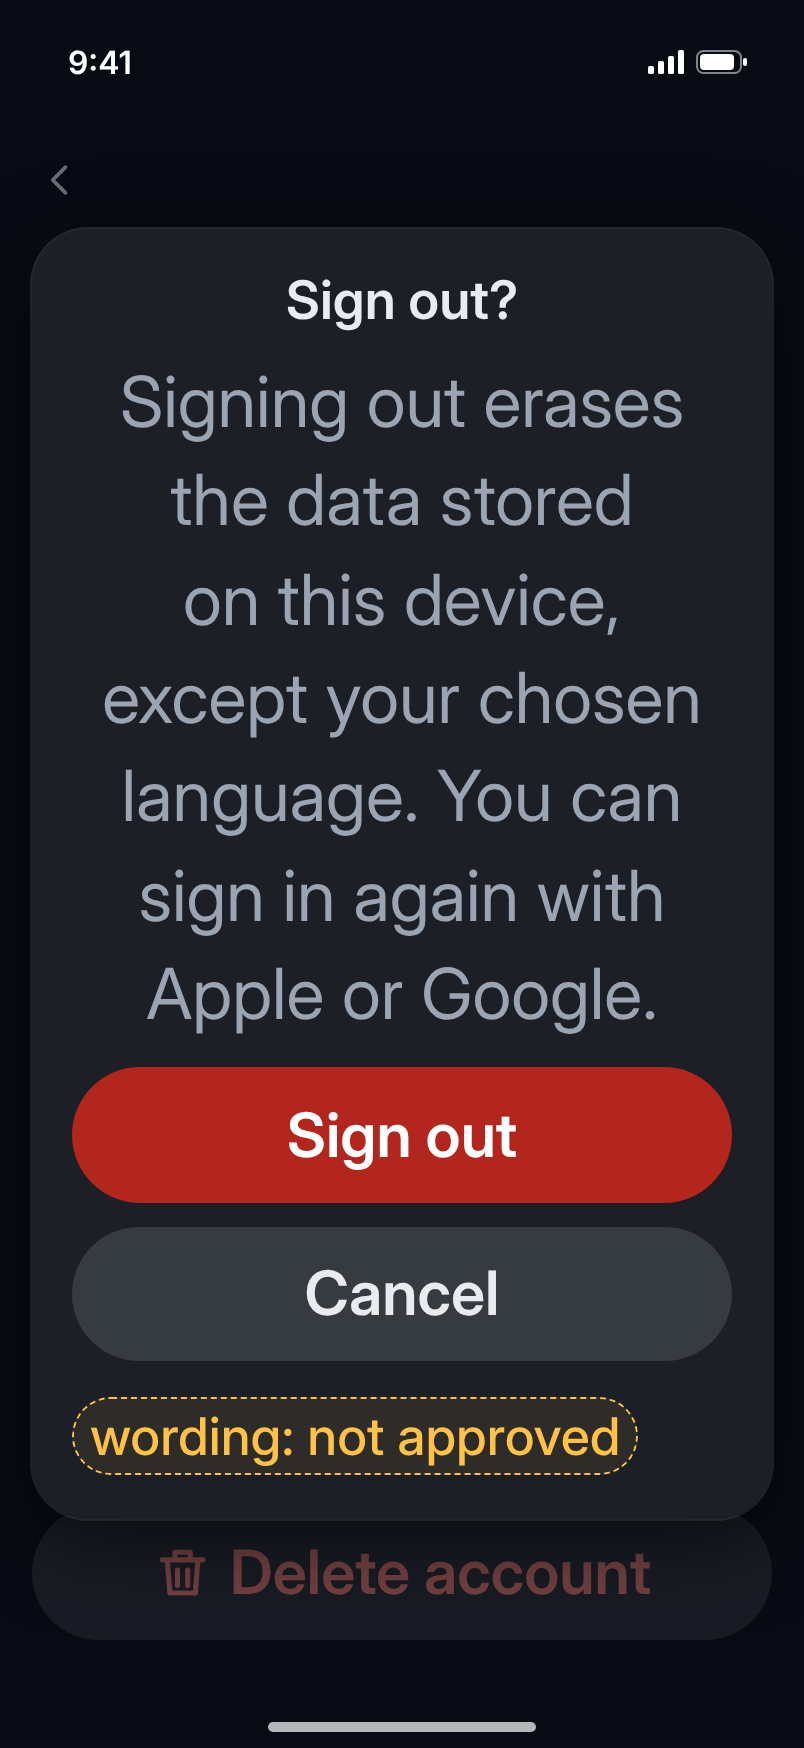 9:41
Sign out?
Signing out erases
the data stored
on this device,
except your chosen
language. You can
sign in again with
Apple or Google.
Sign out
Cancel
wording: not approved
Delete account